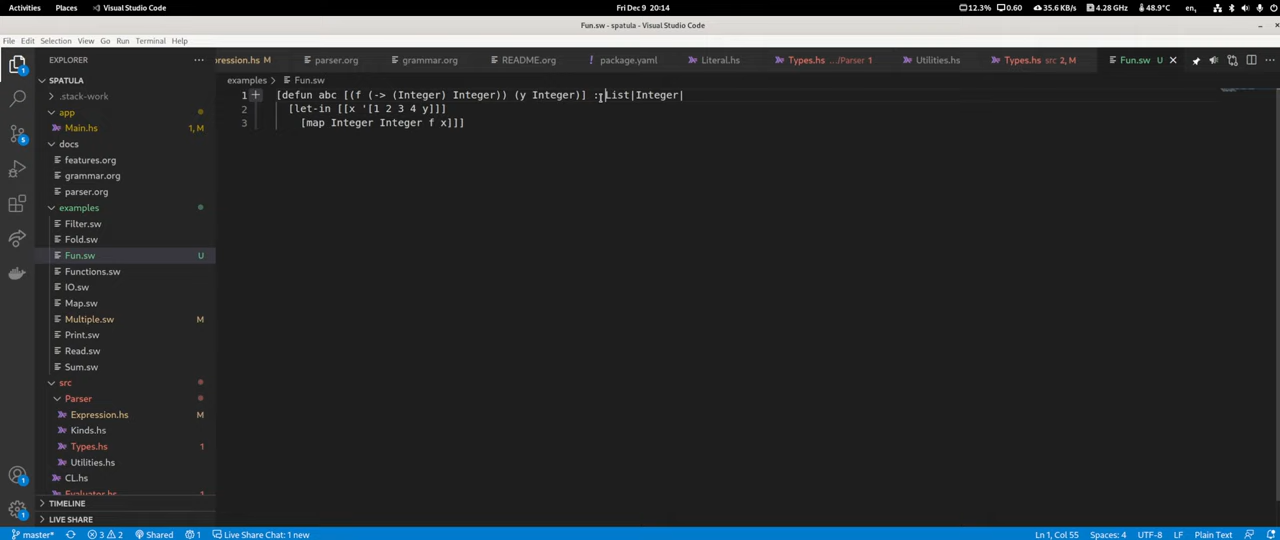 Activities
Places
Visual Studio Code
Fri Dec 9 20:14
12.3%
0.60
35.6 KB/s
4.28 GHz
48.9°C
en,
Fun.sw - spatula - Visual Studio Code
File Edit Selection View Go Run Terminal Help
EXPLORER
pression.hs M
parser.org
grammar.org
README.org
package.yaml
Literal.hs
Types.hs .../Parser 1
Utilities.hs
Types.hs src 2, M
Fun.sw U
SPATULA
examples > Fun.sw
.stack-work
app
Main.hs 1, M
docs
features.org
grammar.org
parser.org
examples
Filter.sw
Fold.sw
Fun.sw U
Functions.sw
IO.sw
Map.sw
Multiple.sw M
Print.sw
Read.sw
Sum.sw
src
Parser
Expression.hs M
Kinds.hs
Types.hs 1
Utilities.hs
CL.hs
Evaluator.hs 1
TIMELINE
LIVE SHARE
1 [defun abc [(f (-> (Integer) Integer)) (y Integer)] : List|Integer|
2 [let-in [[x '[1 2 3 4 y]]]
3 [map Integer Integer f x]]]
master*
3 2
Shared
1
Live Share Chat: 1 new
Ln 1, Col 55
Spaces: 4
UTF-8
LF
Plain Text